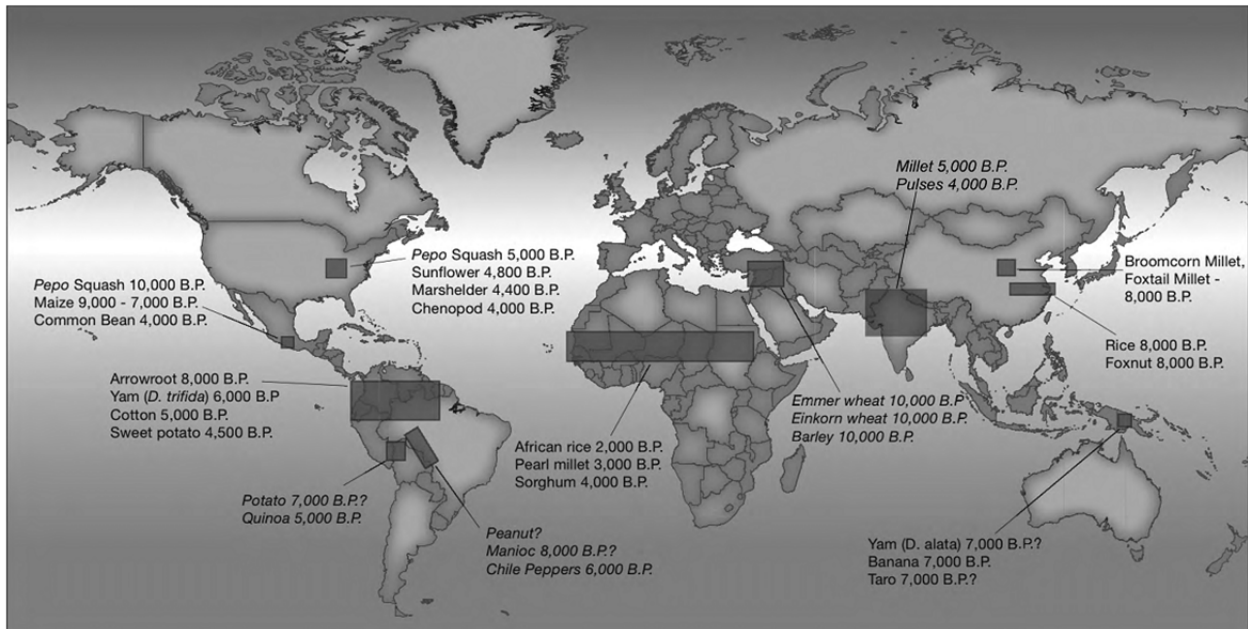 Millet 5,000 B.P.
Pulses 4,000 B.P.
Pepo Squash 5,000 B.P.
Sunflower 4,800 B.P.
Marshelder 4,400 B.P.
Chenopod 4,000 B.P.
Broomcorn Millet,
Foxtail Millet -
8,000 B.P.
Pepo Squash 10,000 B.P.
Maize 9,000 - 7,000 B.P.
Common Bean 4,000 B.P.
Rice 8,000 B.P.
Foxnut 8,000 B.P.
Arrowroot 8,000 B.P.
Yam (D. trifida) 6,000 B.P
Cotton 5,000 B.P.
Sweet potato 4,500 B.P.
Emmer wheat 10,000 B.P
Einkorn wheat 10,000 B.P.
Barley 10,000 B.P.
African rice 2,000 B.P.
Pearl millet 3,000 B.P.
Sorghum 4,000 B.P.
Potato 7,000 B.P.?
Quinoa 5,000 B.P.
Peanut?
Manioc 8,000 B.P.?
Chile Peppers 6,000 B.P.
Yam (D. alata) 7,000 B.P.?
Banana 7,000 B.P.
Taro 7,000 B.P.?